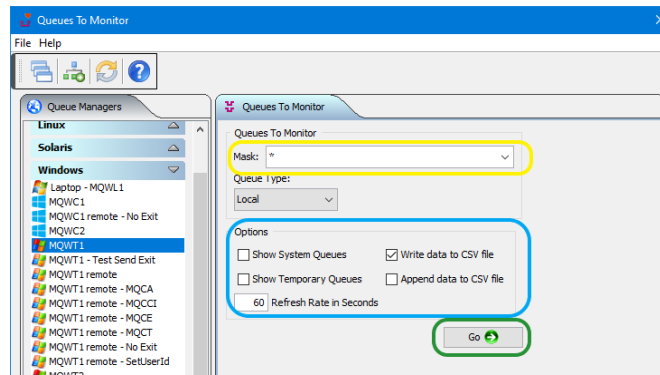 Queues To Monitor
File Help
Queue Managers
Linux
Solaris
Windows
Laptop - MQWL1
MQWC1
MQWC1 remote - No Exit
MQWC2
MQWT1
MQWT1 - Test Send Exit
MQWT1 remote
MQWT1 remote - MQCA
MQWT1 remote - MQCCI
MQWT1 remote - MQCE
MQWT1 remote - MQCT
MQWT1 remote - No Exit
MQWT1 remote - SetUserId
MQWT2
Queues To Monitor
Queues To Monitor
Mask: *
Queue Type:
Local
Options
Show System Queues Write data to CSV file
Show Temporary Queues Append data to CSV file
60 Refresh Rate in Seconds
Go